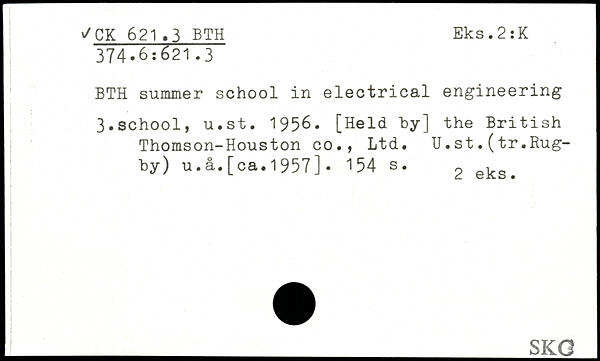 ✓CK 621.3 BTH Eks.2:K
374.6:621.3
BTH summer school in electrical engineering
3.school, u.st. 1956. [Held by] the British
Thomson-Houston co., Ltd. U.st.(tr.Rug-
by) u.å.[ca.1957]. 154 s. 2 eks.